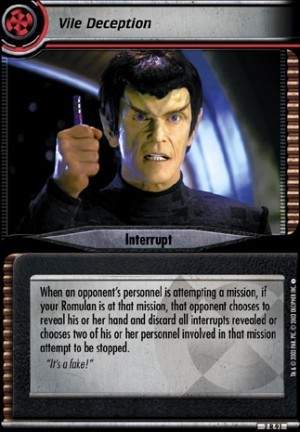 Vile Deception
Interrupt
When an opponent's personnel is attempting a mission, if
your Romulan is at that mission, that opponent chooses to
reveal his or her hand and discard all interrupts revealed or
chooses two of his or her personnel involved in that mission
attempt to be stopped.
"It's a fake!"